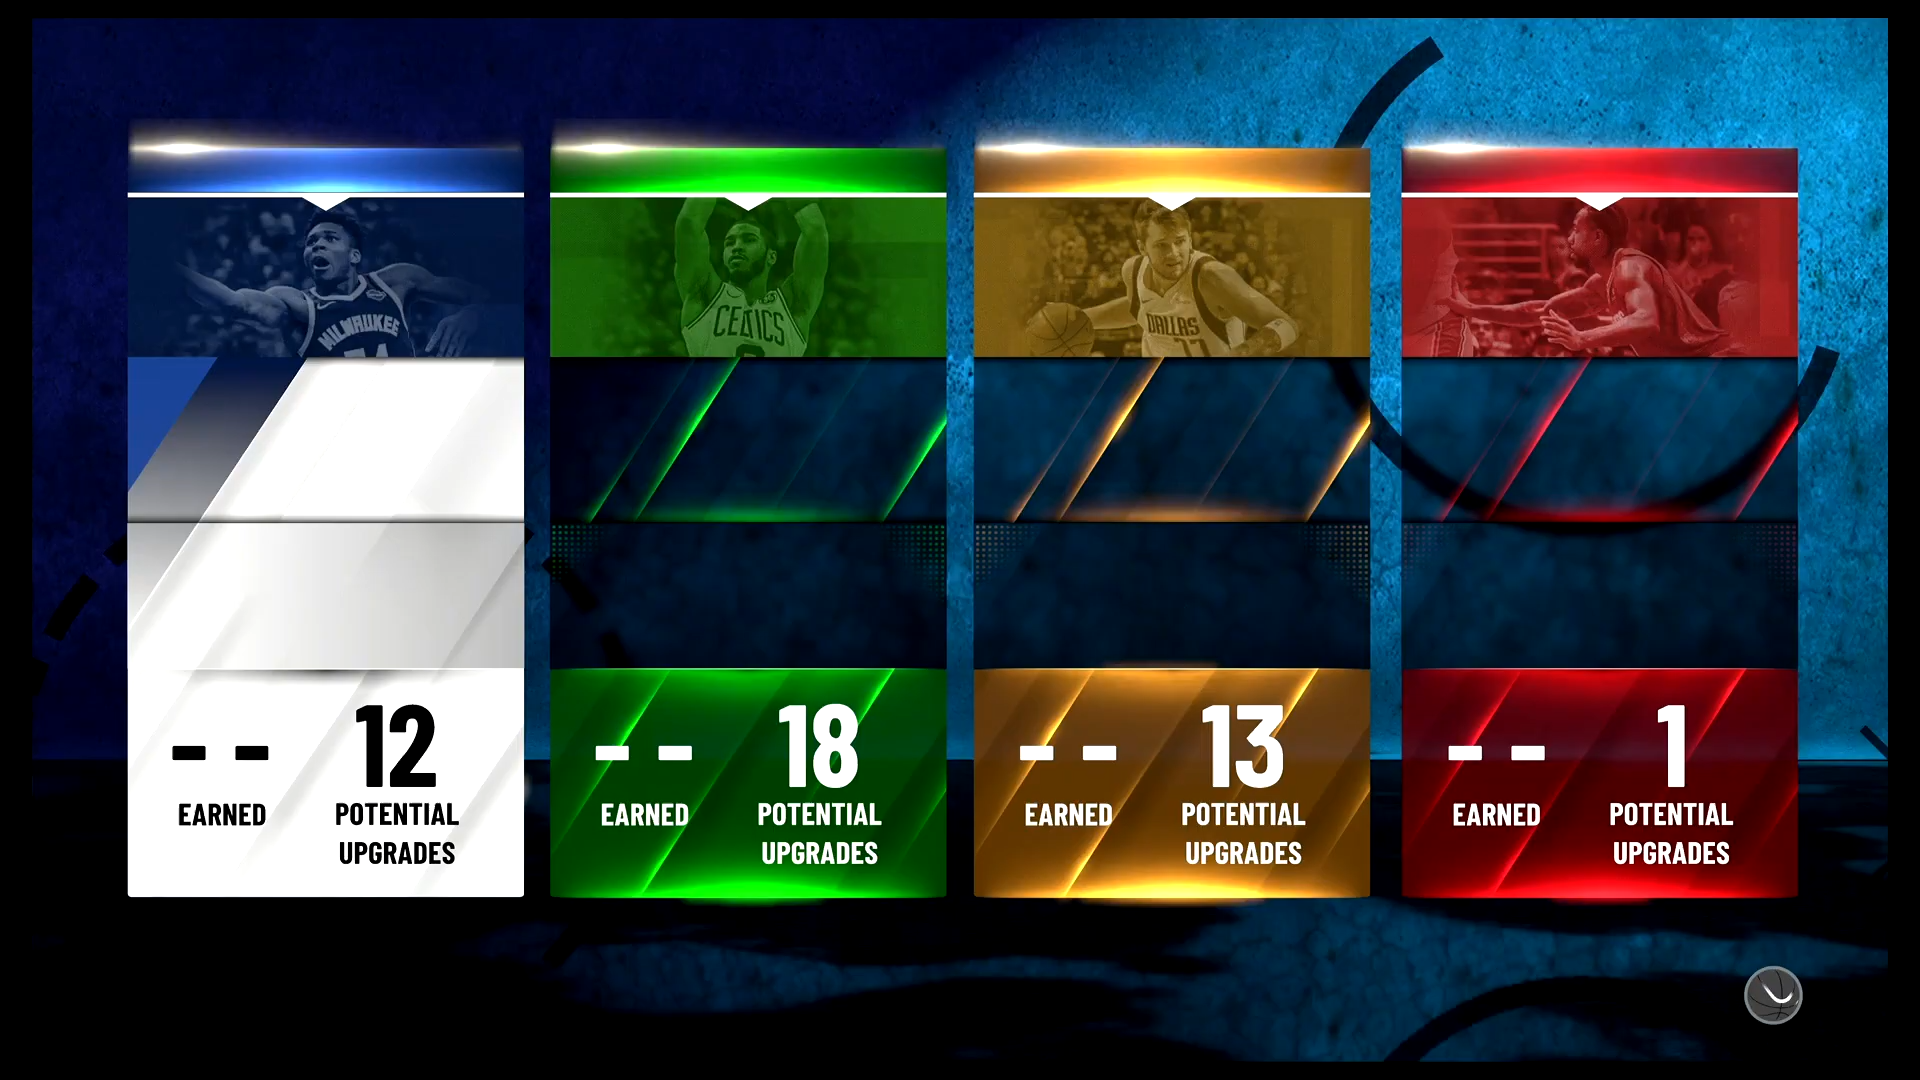 MILWAUKEE
CELTICS
DALLAS
-- 12
EARNED POTENTIAL
UPGRADES
-- 18
EARNED POTENTIAL
UPGRADES
-- 13
EARNED POTENTIAL
UPGRADES
-- 1
EARNED POTENTIAL
UPGRADES